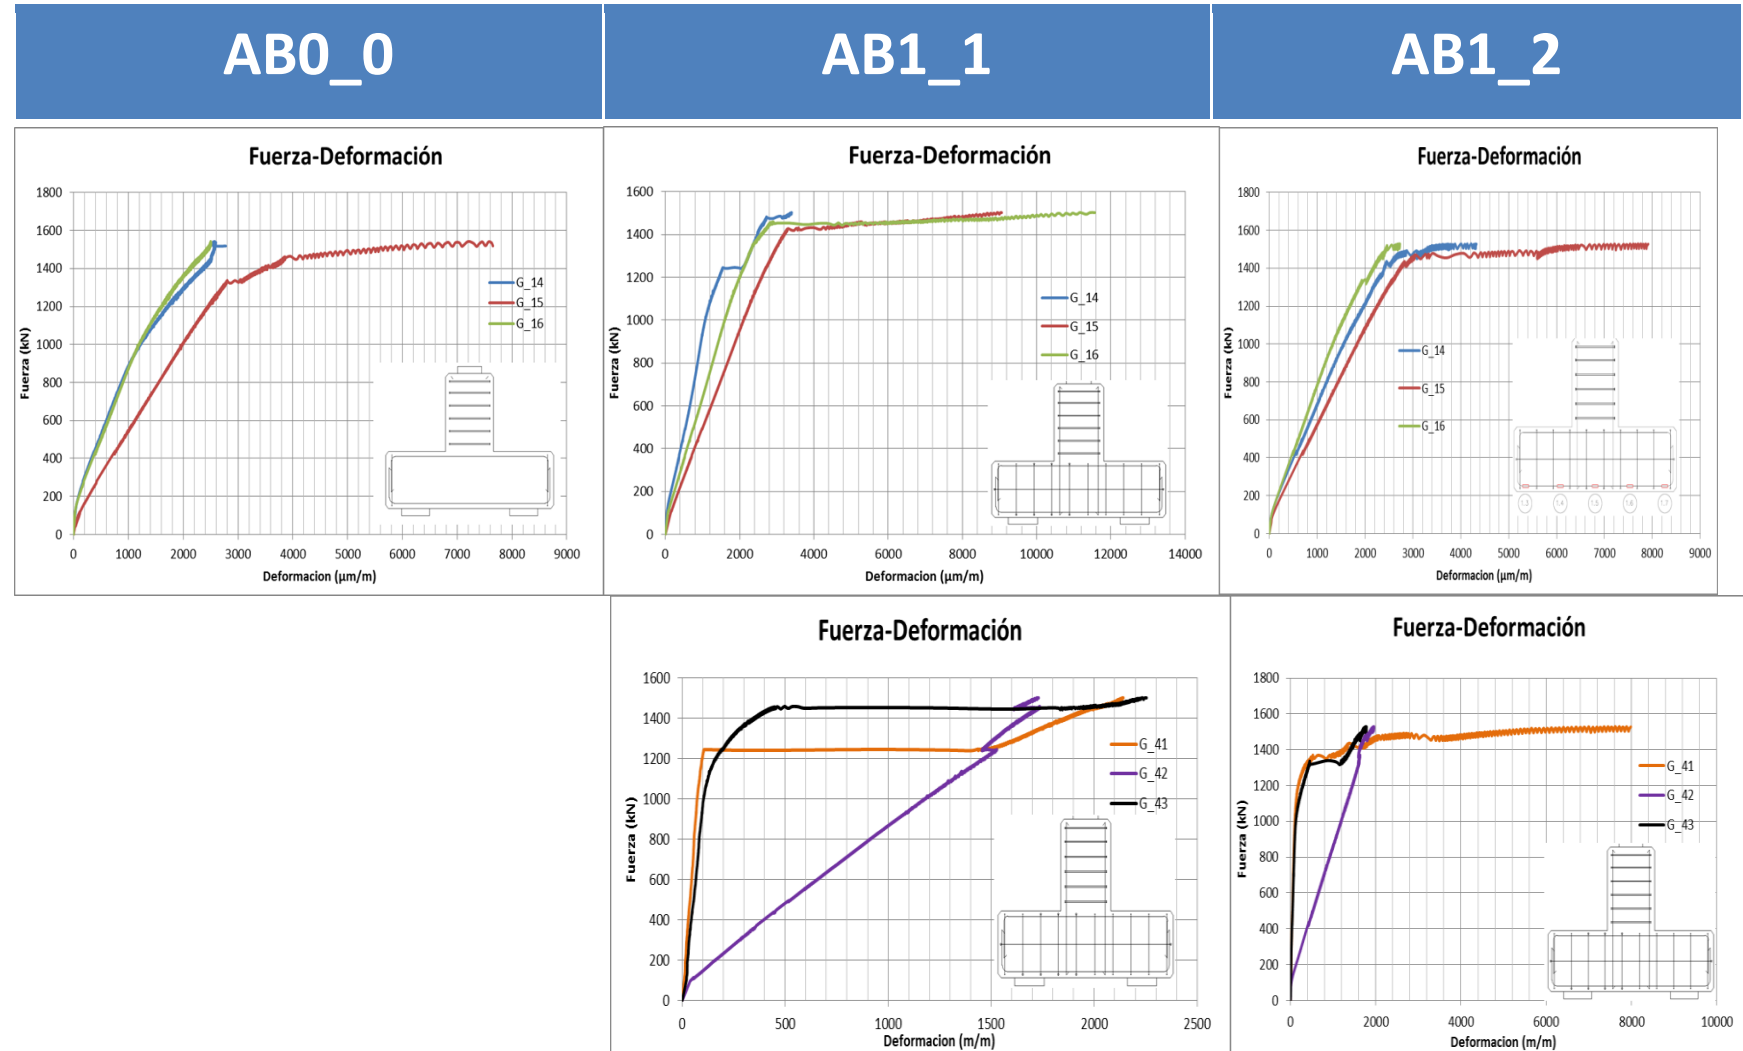 AB0_0
AB1_1
AB1_2
Fuerza-Deformación
1800
1600
1400
1200
1000
800
600
400
200
0
Fuerza (kN)
0 1000 2000 3000 4000 5000 6000 7000 8000 9000
Deformacion (µm/m)
G_14
G_15
G_16
Fuerza-Deformación
1600
1400
1200
1000
800
600
400
200
0
Fuerza (kN)
0 2000 4000 6000 8000 10000 12000 14000
Deformacion (µm/m)
G_14
G_15
G_16
Fuerza-Deformación
1800
1600
1400
1200
1000
800
600
400
200
0
Fuerza (kN)
0 1000 2000 3000 4000 5000 6000 7000 8000 9000
Deformacion (µm/m)
G_14
G_15
G_16
Fuerza-Deformación
1600
1400
1200
1000
800
600
400
200
0
Fuerza (kN)
0 500 1000 1500 2000 2500
Deformacion (m/m)
G_41
G_42
G_43
Fuerza-Deformación
1800
1600
1400
1200
1000
800
600
400
200
0
Fuerza (kN)
0 2000 4000 6000 8000 10000
Deformacion (m/m)
G_41
G_42
G_43